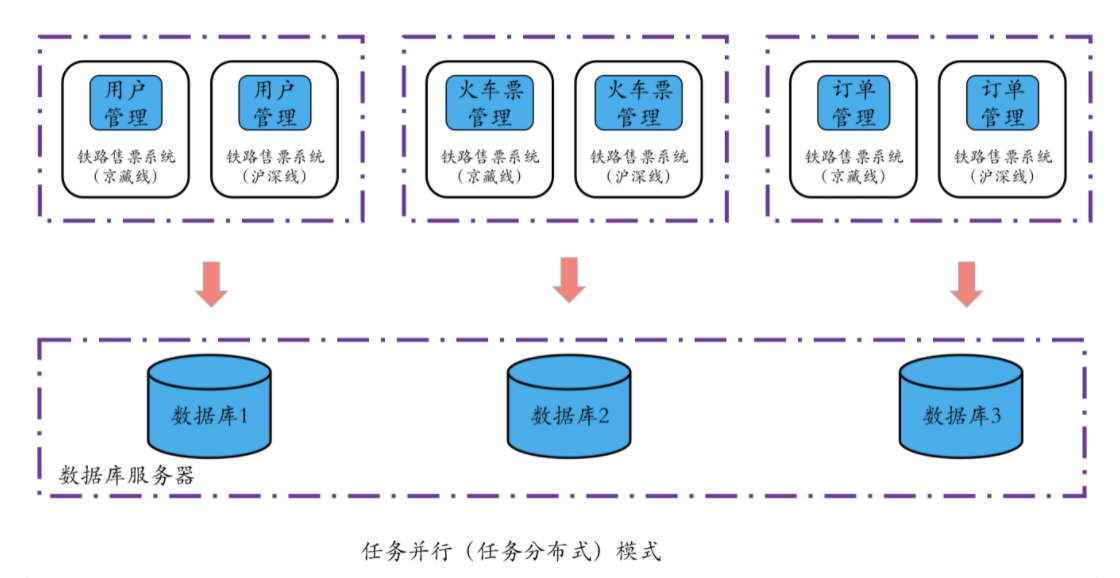 用户
管理
铁路售票系统
（京藏线）
用户
管理
铁路售票系统
（沪深线）
火车票
管理
铁路售票系统
（京藏线）
火车票
管理
铁路售票系统
（沪深线）
订单
管理
铁路售票系统
（京藏线）
订单
管理
铁路售票系统
（沪深线）
数据库1
数据库2
数据库3
数据库服务器
任务并行（任务分布式）模式